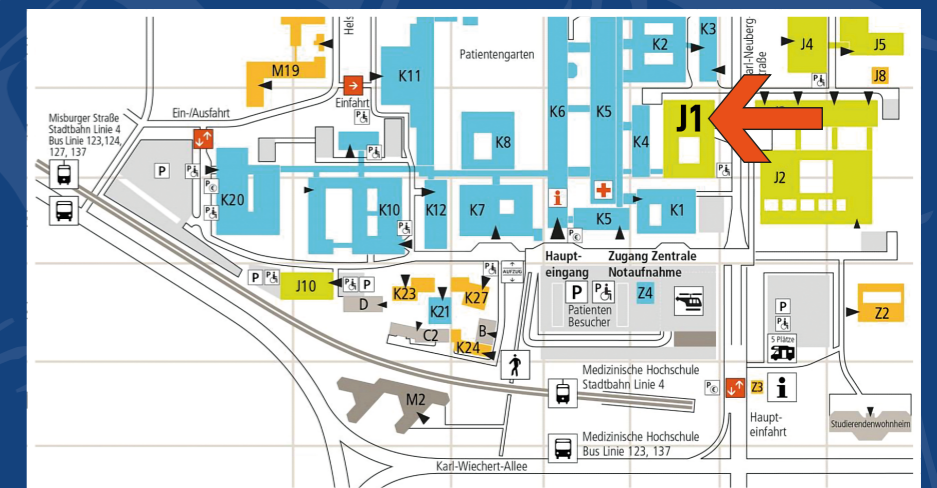 Hels
M19
K11
Patientengarten
K6
K5
K2
K3
Karl-Neuberg-
straße
J4
J5
J8
Einfahrt
Ein-/Ausfahrt
Misburger Straße
Stadtbahn Linie 4
Bus Linie 123,124,
127, 137
K8
K4
J1
J2
P
K20
K10
K12
K7
K5
K1
i
Haupt-
eingang
Zugang Zentrale
Notaufnahme
AUFZUG
P
Patienten
Besucher
Z4
P
J10
P
D
K23
K21
K27
C2
B
K24
P
5 Plätze
Z2
Medizinische Hochschule
Stadtbahn Linie 4
Z3
i
Haupt-
einfahrt
M2
Studierendenwohnheim
Medizinische Hochschule
Bus Linie 123, 137
Karl-Wiechert-Allee